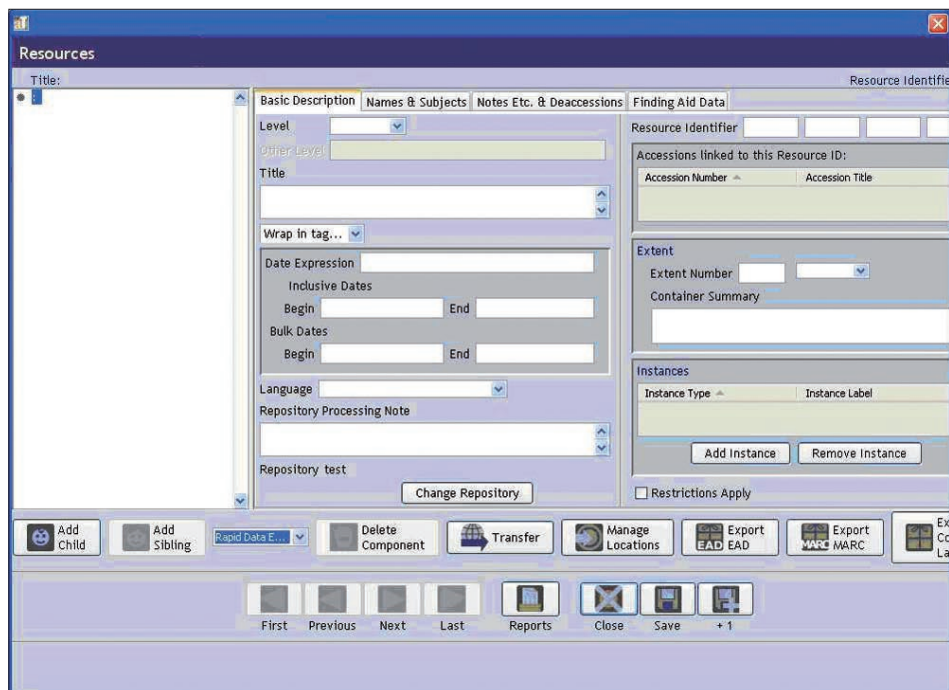 Resources
Title:
Resource Identifie
:
Basic Description
Names & Subjects
Notes Etc. & Deaccessions
Finding Aid Data
Level
Other Level
Title
Wrap in tag...
Date Expression
Inclusive Dates
Begin
End
Bulk Dates
Begin
End
Language
Repository Processing Note
Repository test
Change Repository
Resource Identifier
Accessions linked to this Resource ID:
Accession Number
Accession Title
Extent
Extent Number
Container Summary
Instances
Instance Type
Instance Label
Add Instance
Remove Instance
Restrictions Apply
Add
Child
Add
Sibling
Rapid Data E...
Delete
Component
Transfer
Manage
Locations
EAD
Export
EAD
MARC
Export
MARC
Ex
Co
La
First
Previous
Next
Last
Reports
Close
Save
+ 1